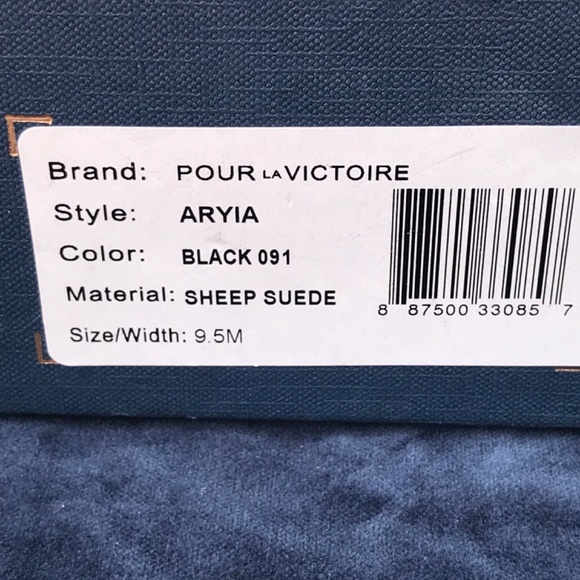 Brand: POUR LA VICTOIRE
Style: ARYIA
Color: BLACK 091
Material: SHEEP SUEDE
Size/Width: 9.5M
8 87500 33085 7